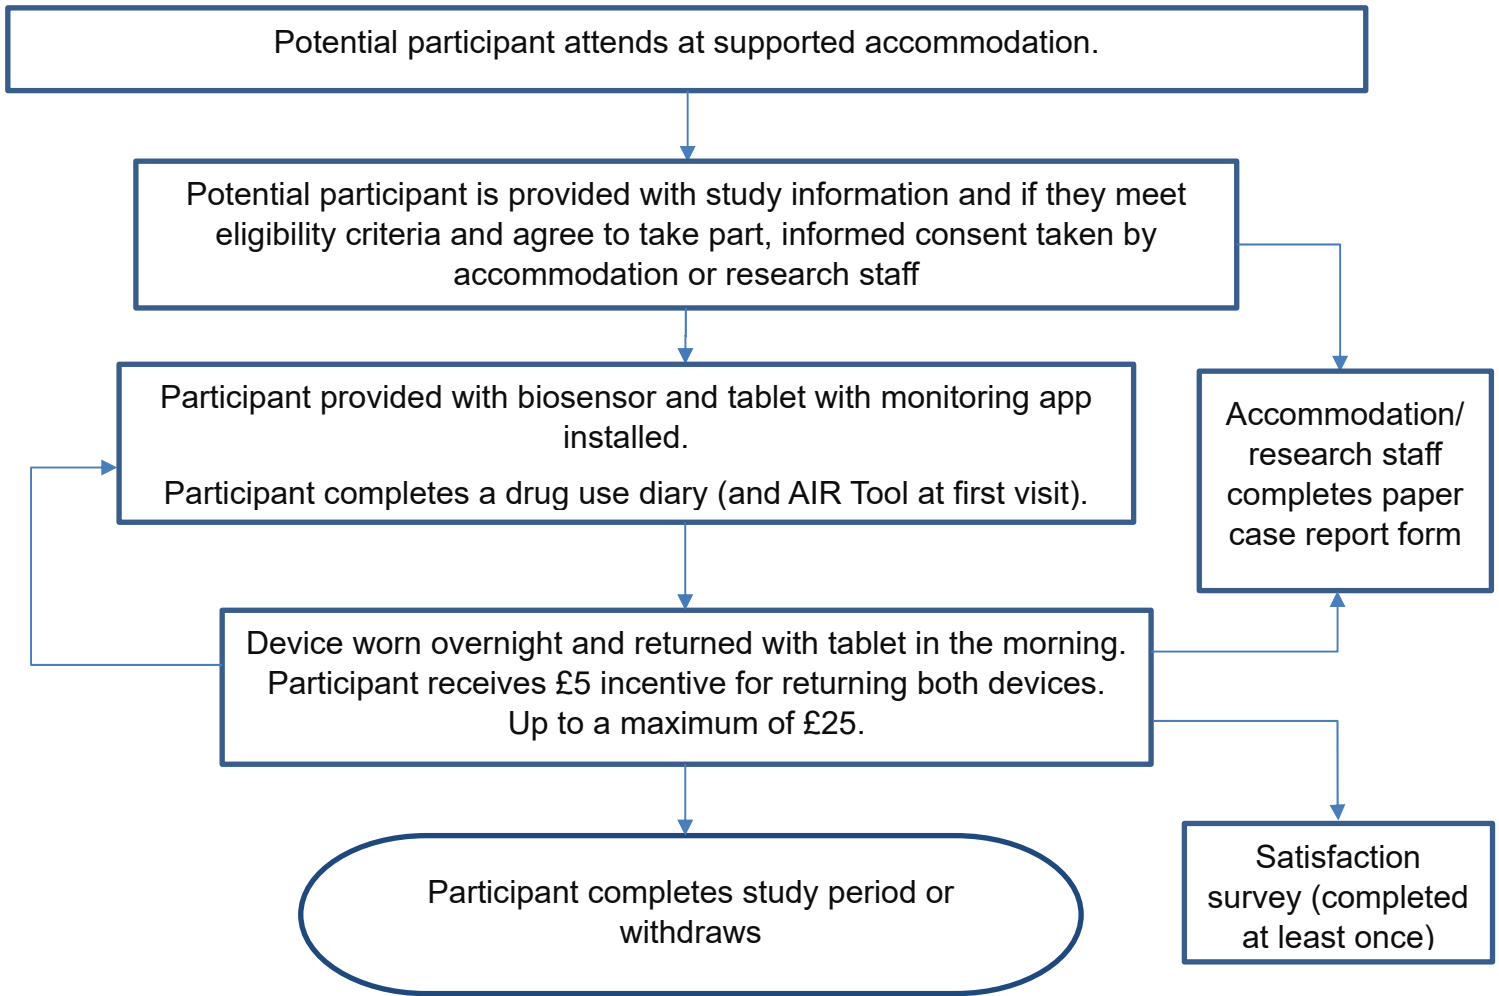 Potential participant attends at supported accommodation.
Potential participant is provided with study information and if they meet
eligibility criteria and agree to take part, informed consent taken by
accommodation or research staff
Participant provided with biosensor and tablet with monitoring app
installed.
Participant completes a drug use diary (and AIR Tool at first visit).
Accommodation/
research staff
completes paper
case report form
Device worn overnight and returned with tablet in the morning.
Participant receives £5 incentive for returning both devices.
Up to a maximum of £25.
Participant completes study period or
withdraws
Satisfaction
survey (completed
at least once)